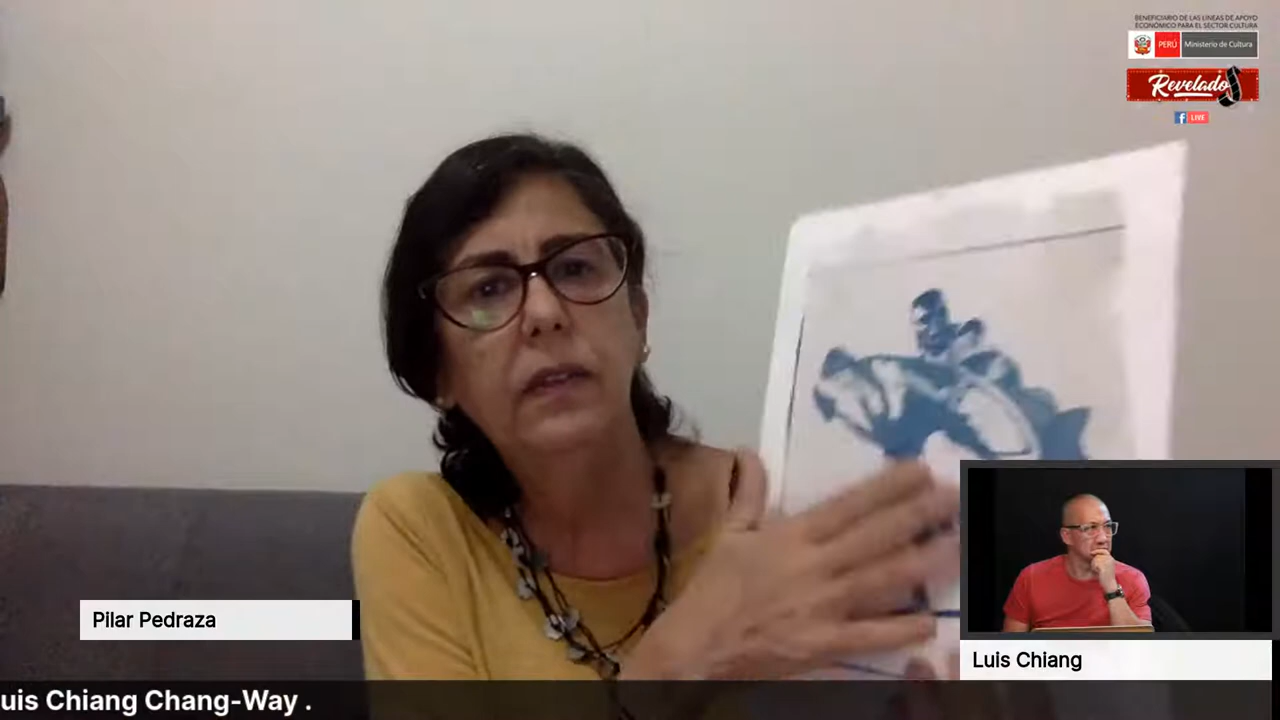 BENEFICIARIO DE LAS LÍNEAS DE APOYO
ECONÓMICO PARA EL SECTOR CULTURA
PERÚ Ministerio de Cultura
Revelados
f LIVE
Pilar Pedraza
Luis Chiang
uis Chiang Chang-Way .